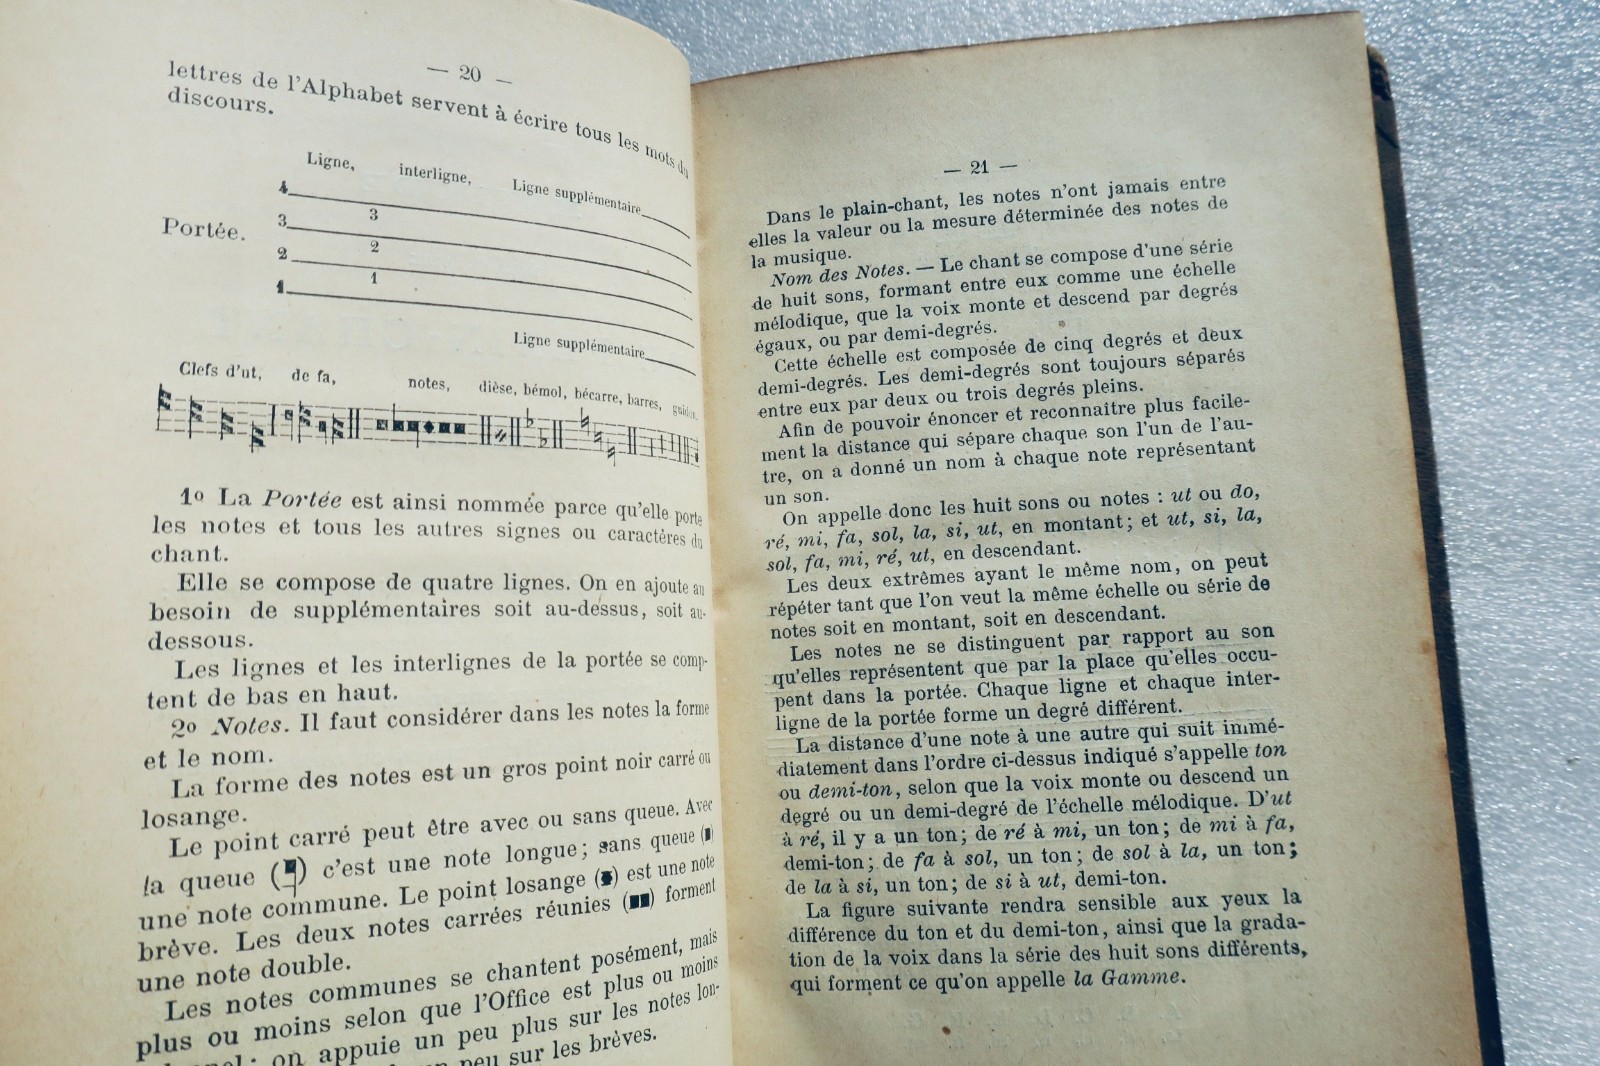 — 20 —
lettres de l'Alphabet servent à écrire tous les mots du
discours.
Ligne, interligne, Ligne supplémentaire
4
3 3
Portée.
2 2
1 1
Ligne supplémentaire
Clefs d'ut, de fa, notes, dièse, bémol, bécarre, barres, guidon.
1o La Portée est ainsi nommée parce qu'elle porte
les notes et tous les autres signes ou caractères du
chant.
Elle se compose de quatre lignes. On en ajoute au
besoin de supplémentaires soit au-dessus, soit au-
dessous.
Les lignes et les interlignes de la portée se comp-
tent de bas en haut.
2o Notes. Il faut considérer dans les notes la forme
et le nom.
La forme des notes est un gros point noir carré ou
losange.
Le point carré peut être avec ou sans queue. Avec
la queue ( ) c'est une note longue; sans queue ( )
une note commune. Le point losange ( ) est une note
brève. Les deux notes carrées réunies ( ) forment
une note double.
Les notes communes se chantent posément, mais
plus ou moins selon que l'Office est plus ou moins
on appuie un peu plus sur les notes lon-
peu sur les brèves.
— 21 —
Dans le plain-chant, les notes n'ont jamais entre
elles la valeur ou la mesure déterminée des notes de
la musique.
Nom des Notes. — Le chant se compose d'une série
de huit sons, formant entre eux comme une échelle
mélodique, que la voix monte et descend par degrés
égaux, ou par demi-degrés.
Cette échelle est composée de cinq degrés et deux
demi-degrés. Les demi-degrés sont toujours séparés
entre eux par deux ou trois degrés pleins.
Afin de pouvoir énoncer et reconnaitre plus facile-
ment la distance qui sépare chaque son l'un de l'au-
tre, on a donné un nom à chaque note représentant
un son.
On appelle donc les huit sons ou notes : ut ou do,
ré, mi, fa, sol, la, si, ut, en montant; et ut, si, la,
sol, fa, mi, ré, ut, en descendant.
Les deux extrêmes ayant le même nom, on peut
répéter tant que l'on veut la même échelle ou série de
notes soit en montant, soit en descendant.
Les notes ne se distinguent par rapport au son
qu'elles représentent que par la place qu'elles occu-
pent dans la portée. Chaque ligne et chaque inter-
ligne de la portée forme un degré différent.
La distance d'une note à une autre qui suit immé-
diatement dans l'ordre ci-dessus indiqué s'appelle ton
ou demi-ton, selon que la voix monte ou descend un
degré ou un demi-degré de l'échelle mélodique. D'ut
à ré, il y a un ton; de ré à mi, un ton; de mi à fa,
demi-ton; de fa à sol, un ton; de sol à la, un ton;
de la à si, un ton; de si à ut, demi-ton.
La figure suivante rendra sensible aux yeux la
différence du ton et du demi-ton, ainsi que la grada-
tion de la voix dans la série des huit sons différents,
qui forment ce qu'on appelle la Gamme.